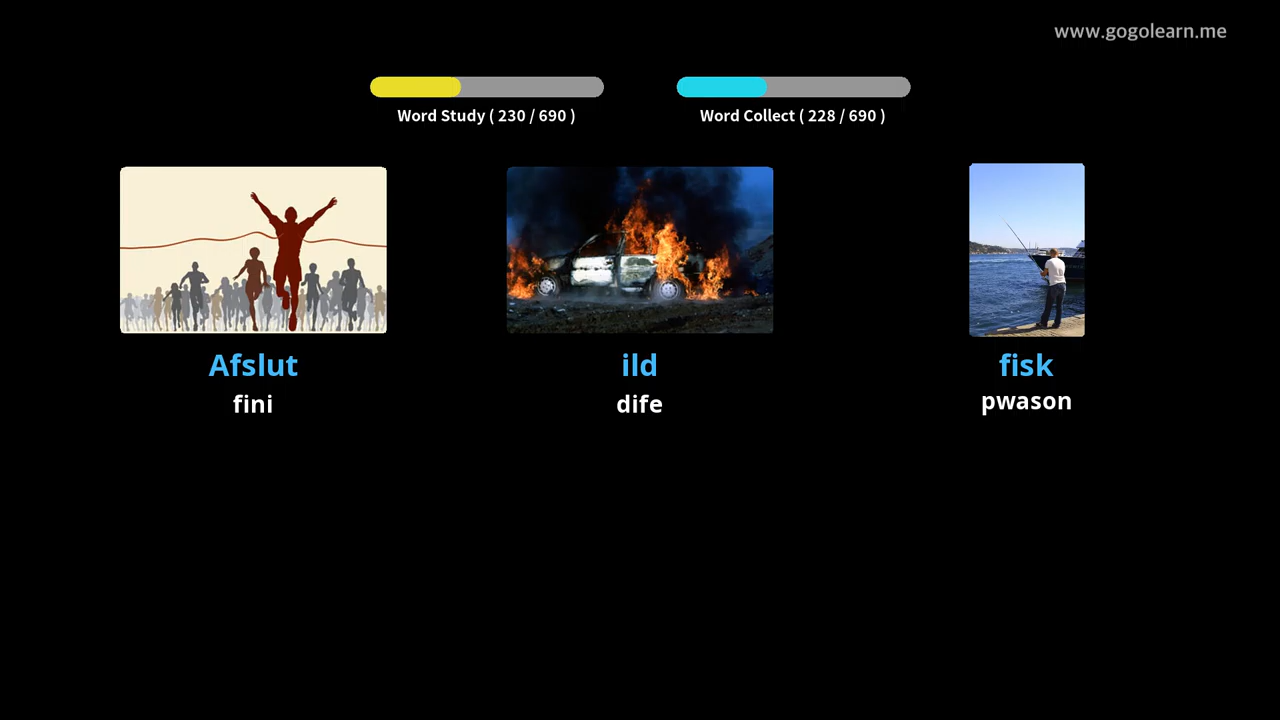 www.gogolearn.me
Word Study ( 230 / 690 )
Word Collect ( 228 / 690 )
Afslut
fini
ild
dife
fisk
pwason